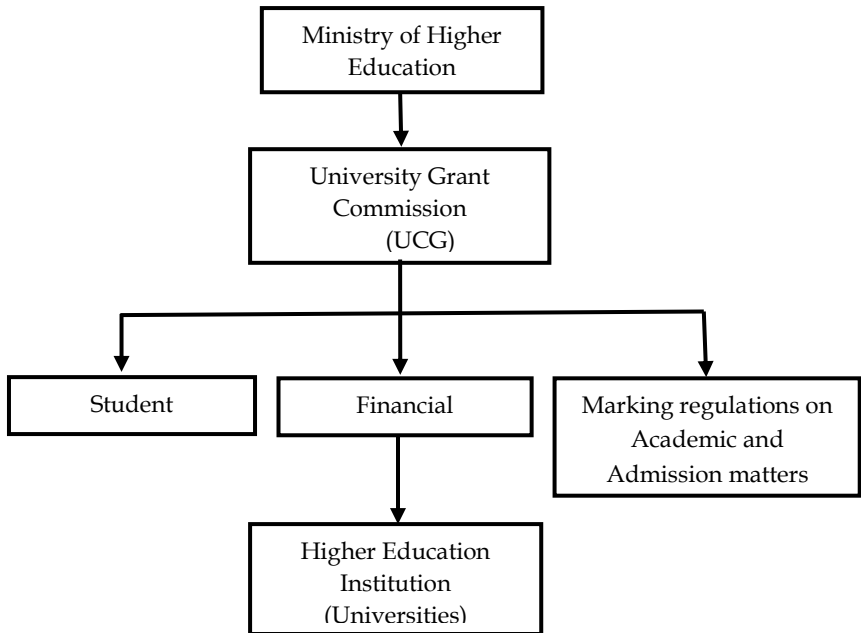 Ministry of Higher
Education
University Grant
Commission
(UCG)
Student
Financial
Marking regulations on
Academic and
Admission matters
Higher Education
Institution
(Universities)